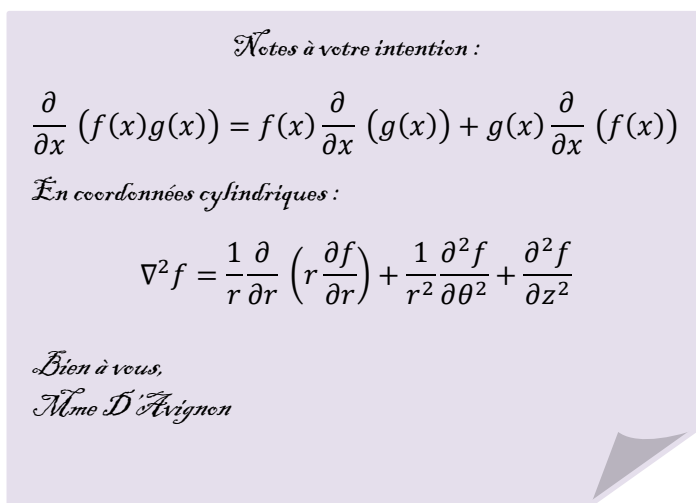 Notes à votre intention :
∂/∂x (f(x)g(x)) = f(x) ∂/∂x (g(x)) + g(x) ∂/∂x (f(x))
En coordonnées cylindriques :
∇²f = 1/r ∂/∂r (r ∂f/∂r) + 1/r² ∂²f/∂θ² + ∂²f/∂z²
Bien à vous,
Mme D'Avignon